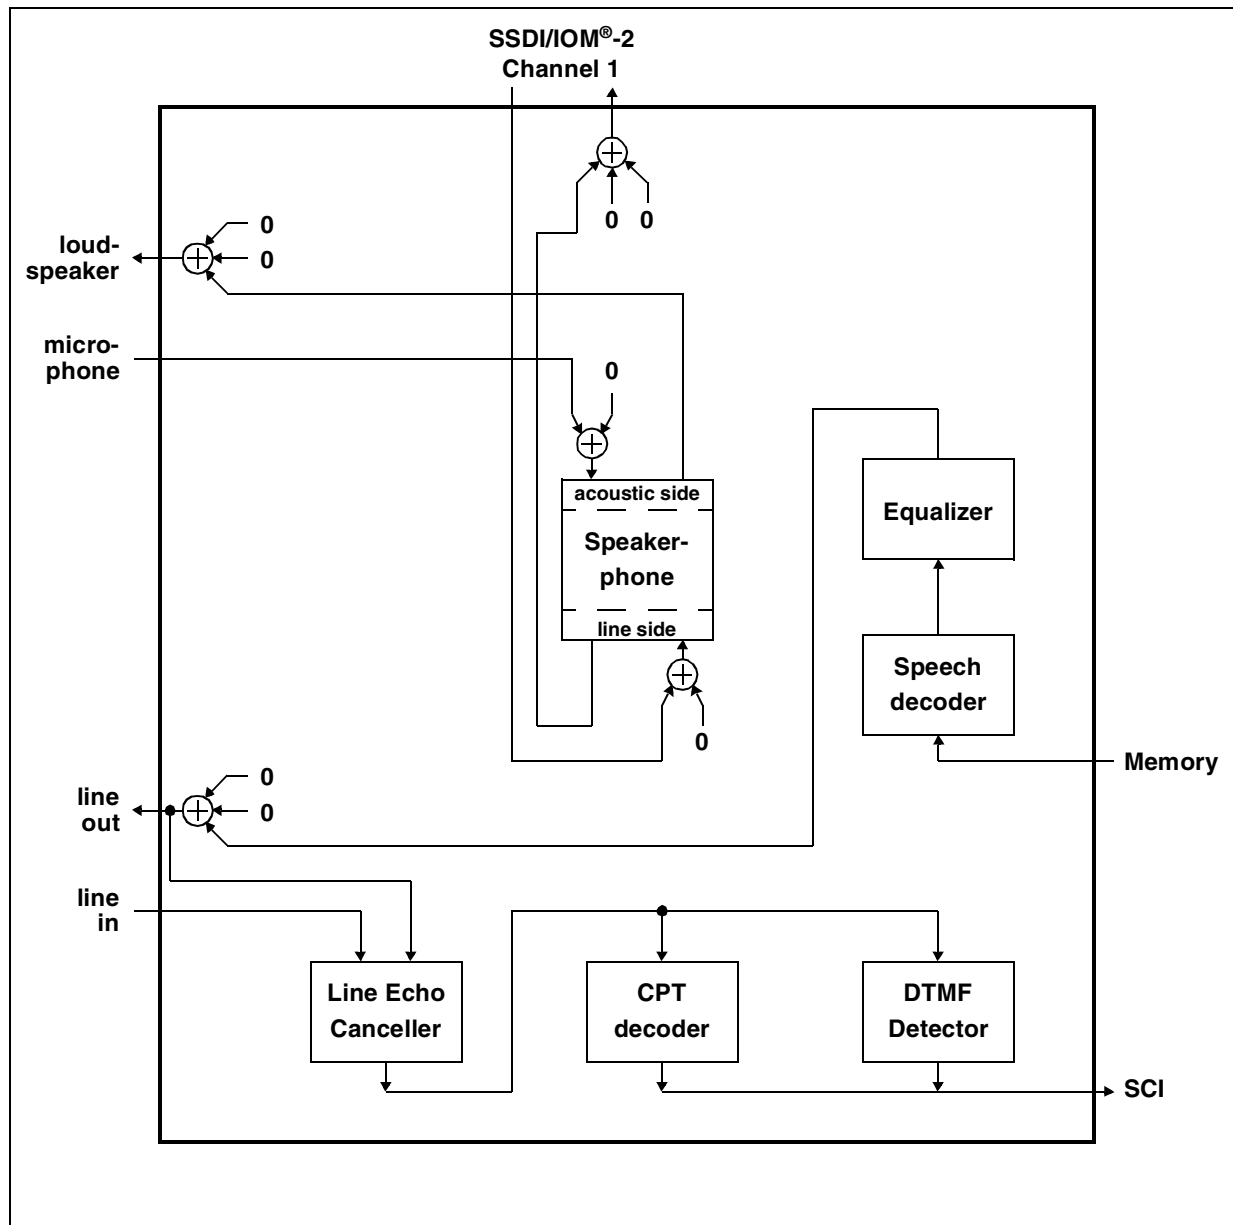 SSDI/IOM®-2
Channel 1
0 0
0
loud-
speaker
0
micro-
phone
0
acoustic side
Speaker-
phone
line side
Equalizer
Speech
decoder
0
Memory
0
line
out
0
line
in
Line Echo
Canceller
CPT
decoder
DTMF
Detector
SCI